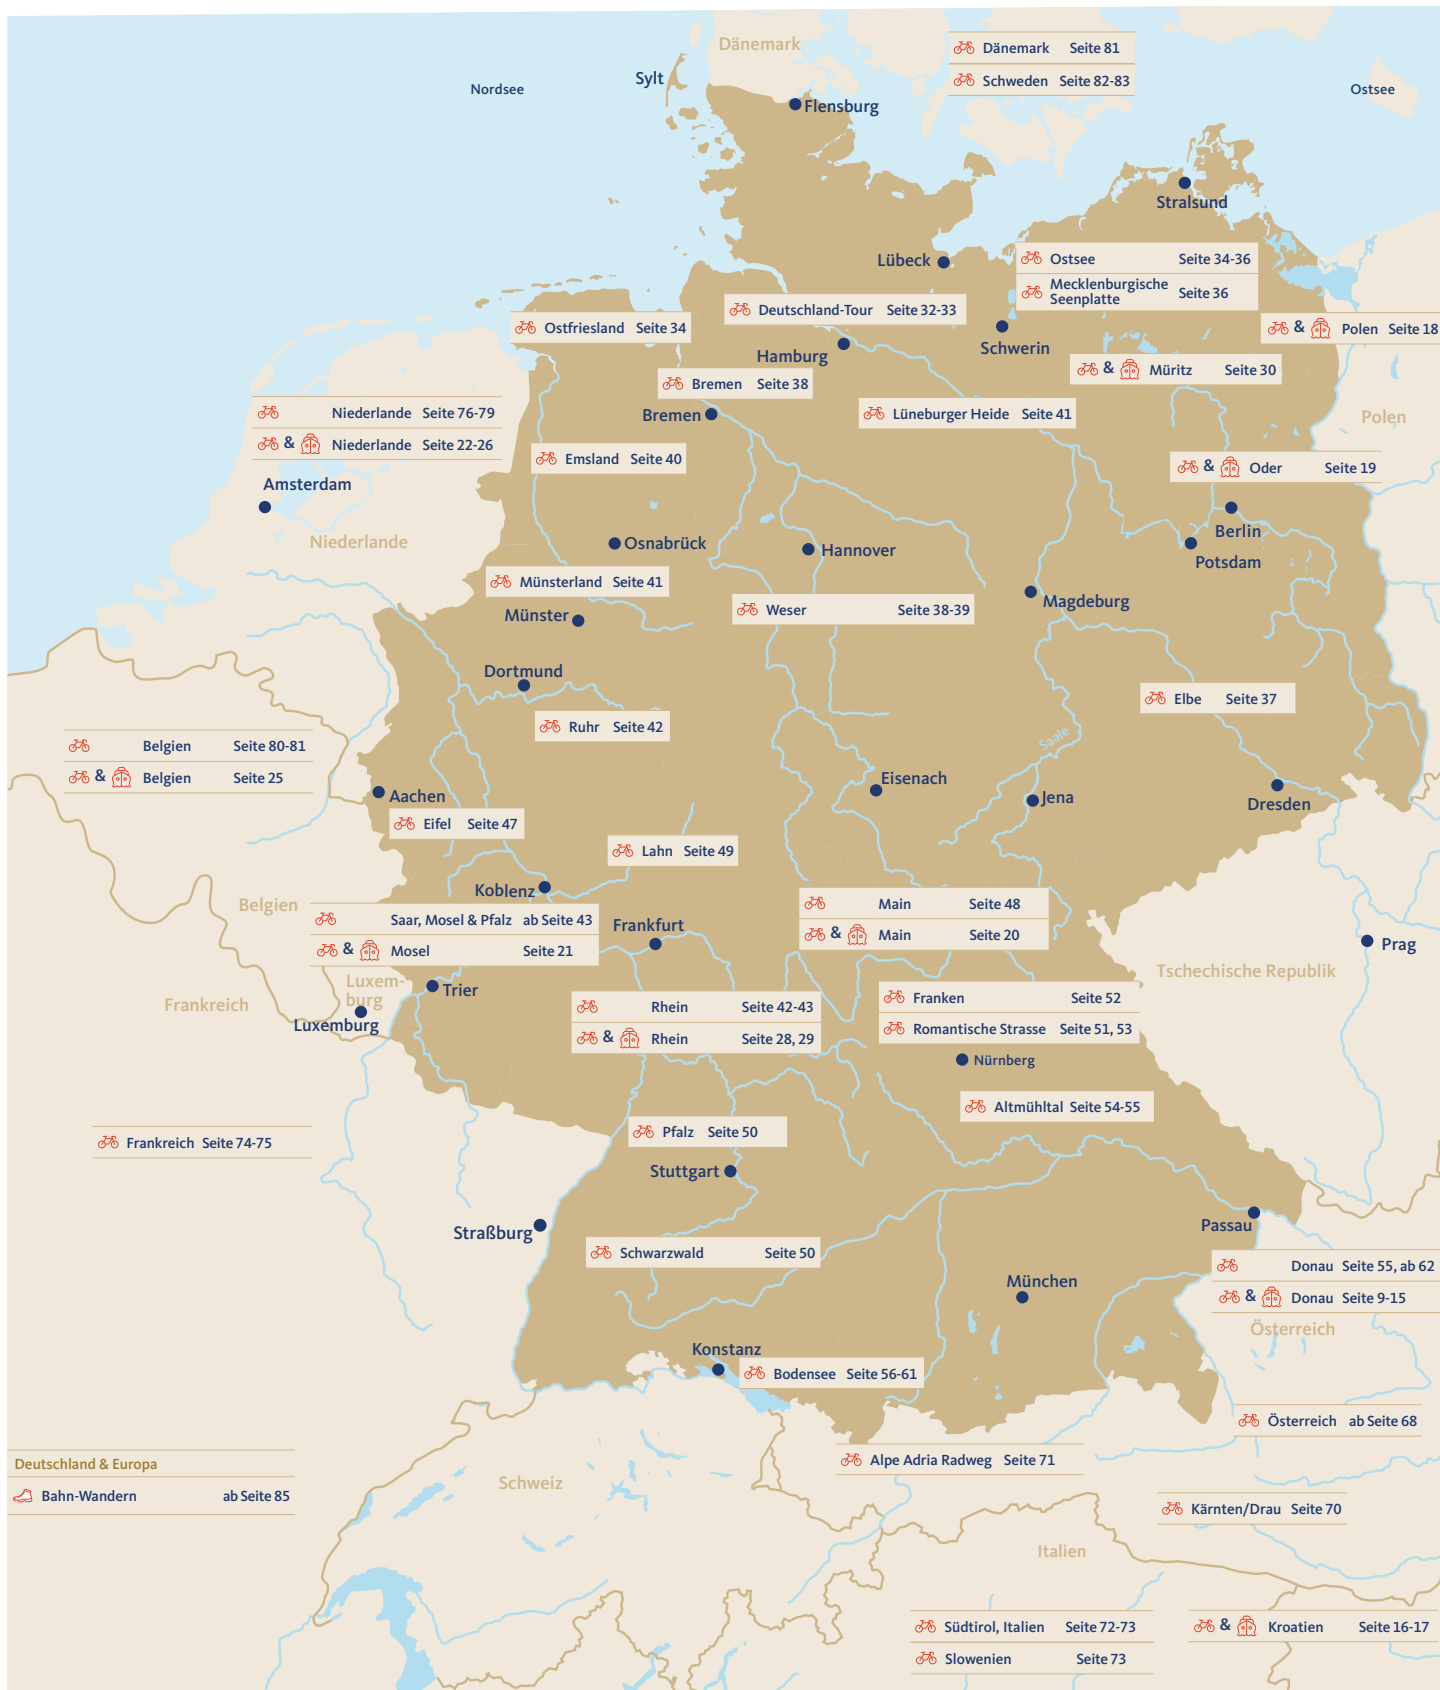 Dänemark
Dänemark Seite 81
Schweden Seite 82-83
Sylt
Nordsee
Ostsee
Flensburg
Stralsund
Lübeck
Ostsee Seite 34-36
Mecklenburgische
Seenplatte Seite 36
Deutschland-Tour Seite 32-33
Ostfriesland Seite 34
Schwerin
& Polen Seite 18
Hamburg
& Müritz Seite 30
Bremen Seite 38
Niederlande Seite 76-79
& Niederlande Seite 22-26
Bremen
Lüneburger Heide Seite 41
Polen
Emsland Seite 40
& Oder Seite 19
Amsterdam
Niederlande
Osnabrück
Hannover
Berlin
Potsdam
Münsterland Seite 41
Münster
Weser Seite 38-39
Magdeburg
Dortmund
Elbe Seite 37
Ruhr Seite 42
Belgien Seite 80-81
& Belgien Seite 25
Saale
Eisenach
Jena
Dresden
Aachen
Eifel Seite 47
Lahn Seite 49
Koblenz
Belgien
Saar, Mosel & Pfalz ab Seite 43
& Mosel Seite 21
Frankfurt
Main Seite 48
& Main Seite 20
Prag
Tschechische Republik
Luxem-
burg
Trier
Frankreich
Luxemburg
Rhein Seite 42-43
& Rhein Seite 28, 29
Franken Seite 52
Romantische Strasse Seite 51, 53
Nürnberg
Altmühltal Seite 54-55
Frankreich Seite 74-75
Pfalz Seite 50
Stuttgart
Straßburg
Passau
Schwarzwald Seite 50
Donau Seite 55, ab 62
& Donau Seite 9-15
München
Österreich
Konstanz
Bodensee Seite 56-61
Österreich ab Seite 68
Deutschland & Europa
Bahn-Wandern ab Seite 85
Alpe Adria Radweg Seite 71
Schweiz
Kärnten/Drau Seite 70
Italien
Südtirol, Italien Seite 72-73
Slowenien Seite 73
& Kroatien Seite 16-17